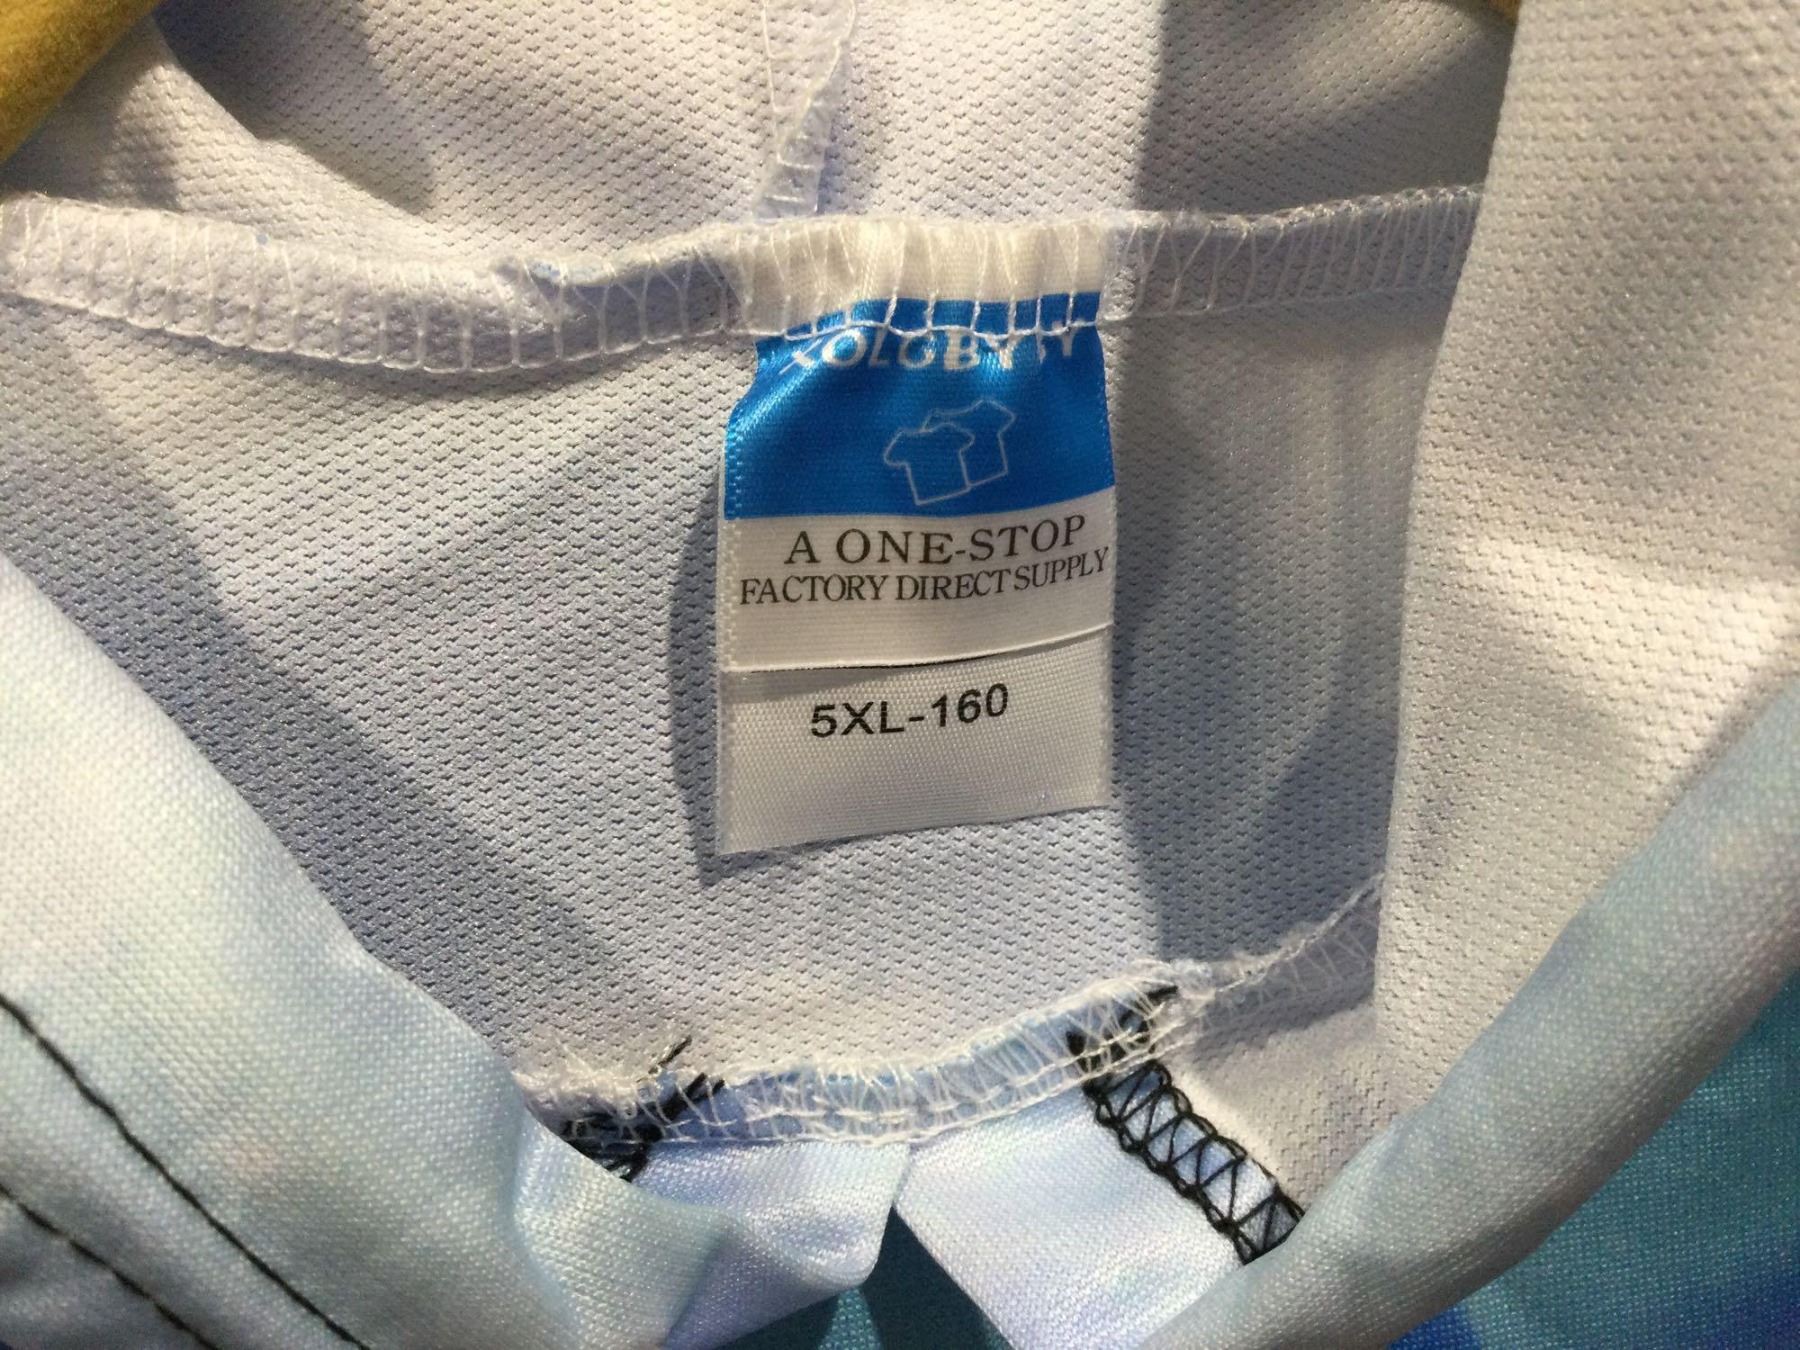 A ONE-STOP
FACTORY DIRECT SUPPLY
5XL-160